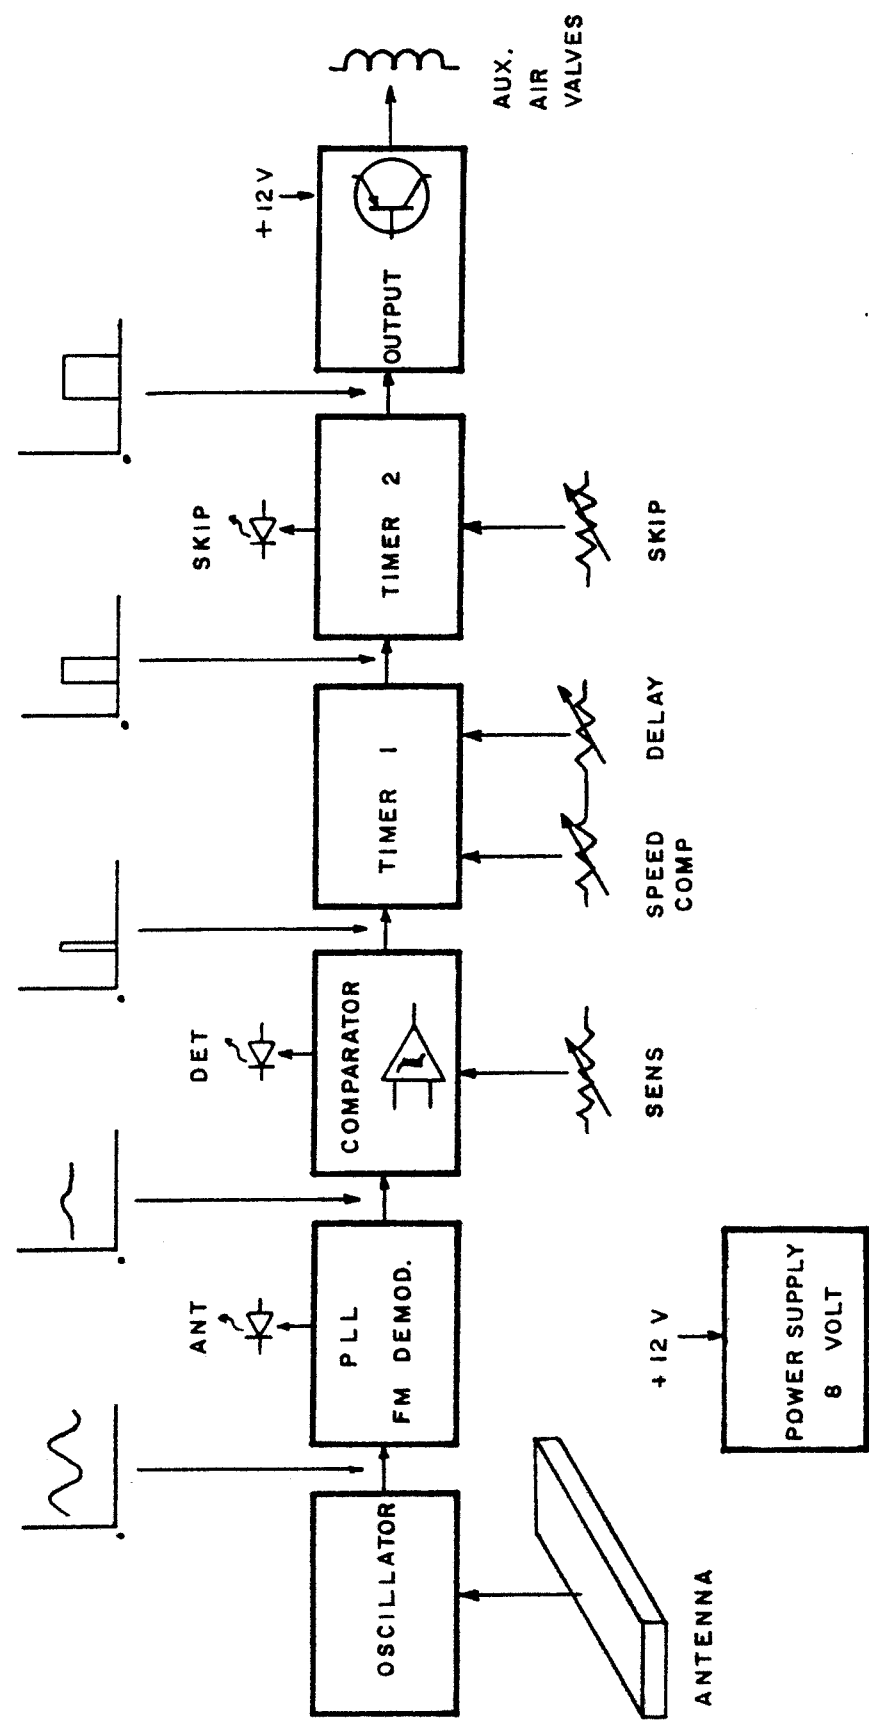 ANT
DET
SKIP
+12V
OSCILLATOR
PLL
FM DEMOD.
COMPARATOR
TIMER 1
TIMER 2
OUTPUT
AUX.
AIR
VALVES
ANTENNA
SENS
SPEED
COMP
DELAY
SKIP
+12 V
POWER SUPPLY
8 VOLT